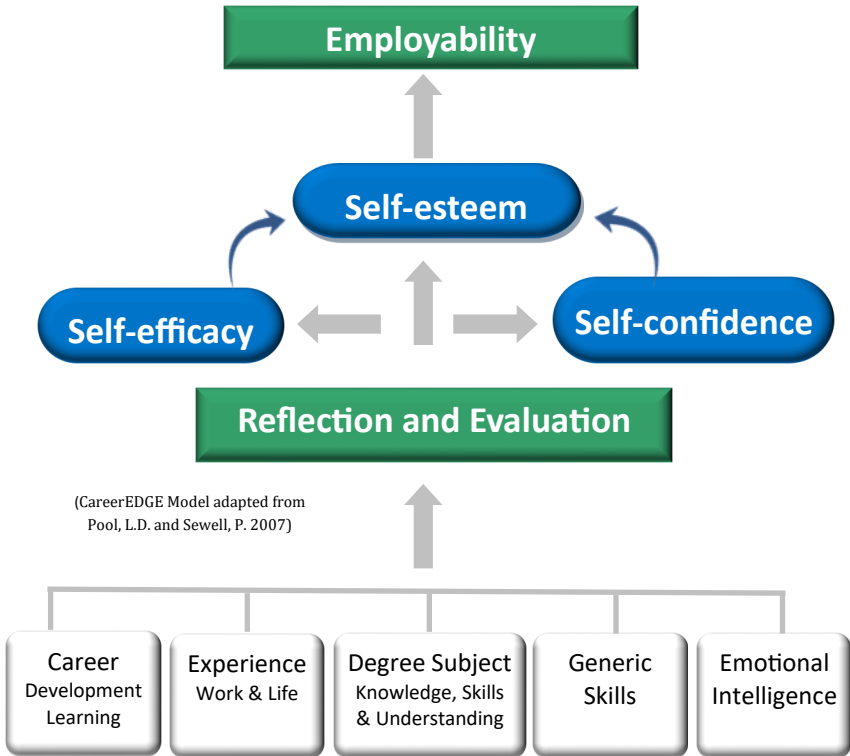 Employability
Self-esteem
Self-efficacy
Self-confidence
Reflection and Evaluation
(CareerEDGE Model adapted from
Pool, L.D. and Sewell, P. 2007)
Career
Development
Learning
Experience
Work & Life
Degree Subject
Knowledge, Skills
& Understanding
Generic
Skills
Emotional
Intelligence